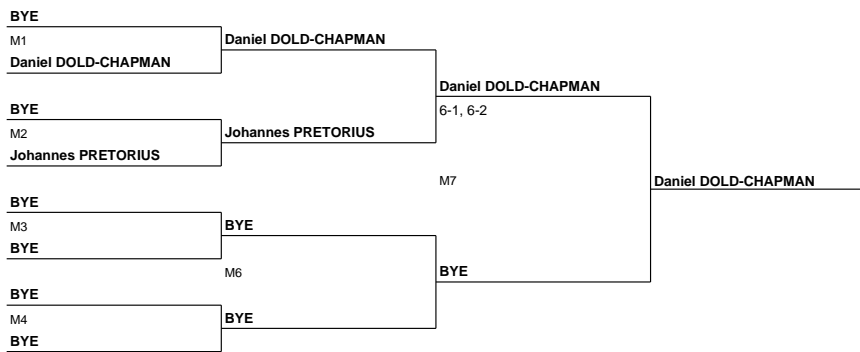 BYE
M1
Daniel DOLD-CHAPMAN
BYE
M2
Johannes PRETORIUS
BYE
M3
BYE
BYE
M4
BYE
Daniel DOLD-CHAPMAN
Johannes PRETORIUS
BYE
M6
BYE
Daniel DOLD-CHAPMAN
6-1, 6-2
M7
BYE
Daniel DOLD-CHAPMAN